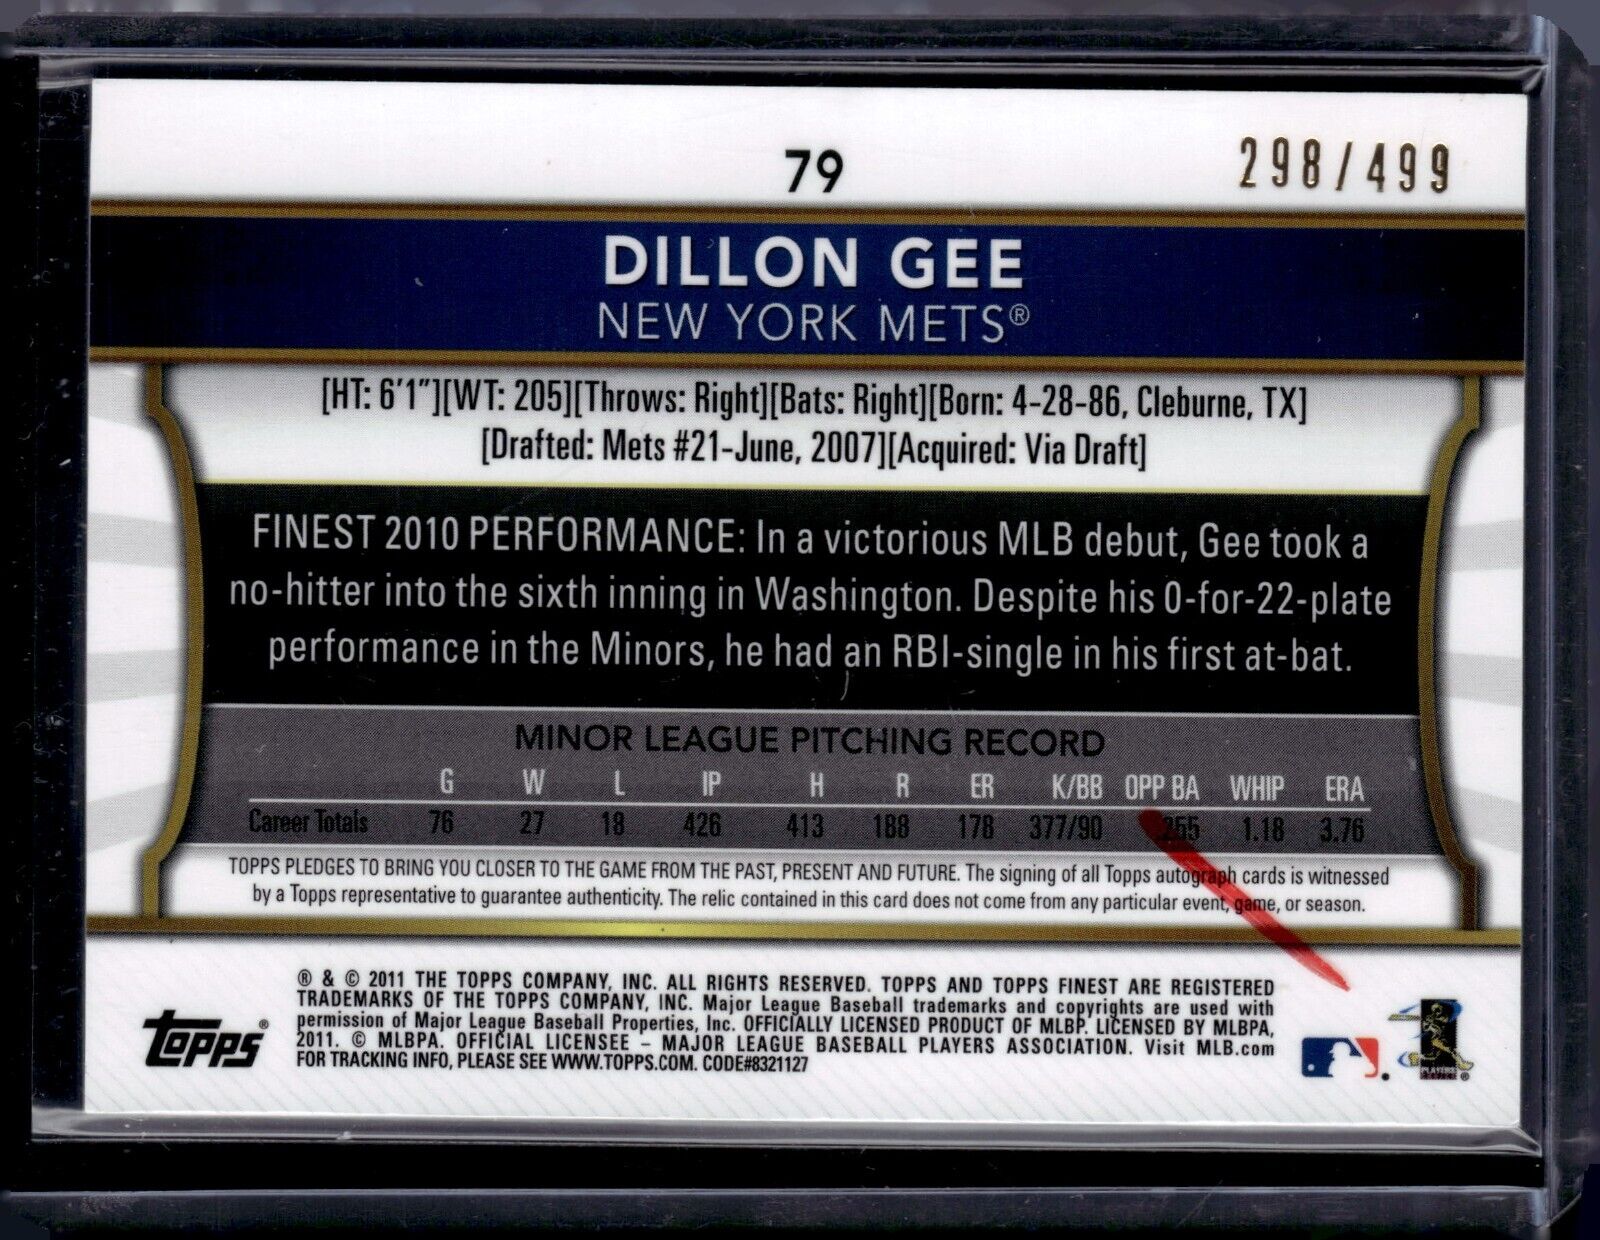 79
298/499
DILLON GEE
NEW YORK METS®
[HT: 6'1"][WT: 205][Throws: Right][Bats: Right][Born: 4-28-86, Cleburne, TX]
[Drafted: Mets #21-June, 2007][Acquired: Via Draft]
FINEST 2010 PERFORMANCE: In a victorious MLB debut, Gee took a
no-hitter into the sixth inning in Washington. Despite his 0-for-22-plate
performance in the Minors, he had an RBI-single in his first at-bat.
MINOR LEAGUE PITCHING RECORD
G W L IP H R ER K/BB OPP BA WHIP ERA
Career Totals 76 27 18 426 413 188 178 377/90 .255 1.18 3.76
TOPPS PLEDGES TO BRING YOU CLOSER TO THE GAME FROM THE PAST, PRESENT AND FUTURE. The signing of all Topps autograph cards is witnessed
by a Topps representative to guarantee authenticity. The relic contained in this card does not come from any particular event, game, or season.
® & © 2011 THE TOPPS COMPANY, INC. ALL RIGHTS RESERVED. TOPPS AND TOPPS FINEST ARE REGISTERED
TRADEMARKS OF THE TOPPS COMPANY, INC. Major League Baseball trademarks and copyrights are used with
permission of Major League Baseball Properties, Inc. OFFICIALLY LICENSED PRODUCT OF MLBP. LICENSED BY MLBPA,
2011. © MLBPA. OFFICIAL LICENSEE – MAJOR LEAGUE BASEBALL PLAYERS ASSOCIATION. Visit MLB.com
FOR TRACKING INFO, PLEASE SEE WWW.TOPPS.COM. CODE#8321127
Topps®
PLAYERS
®